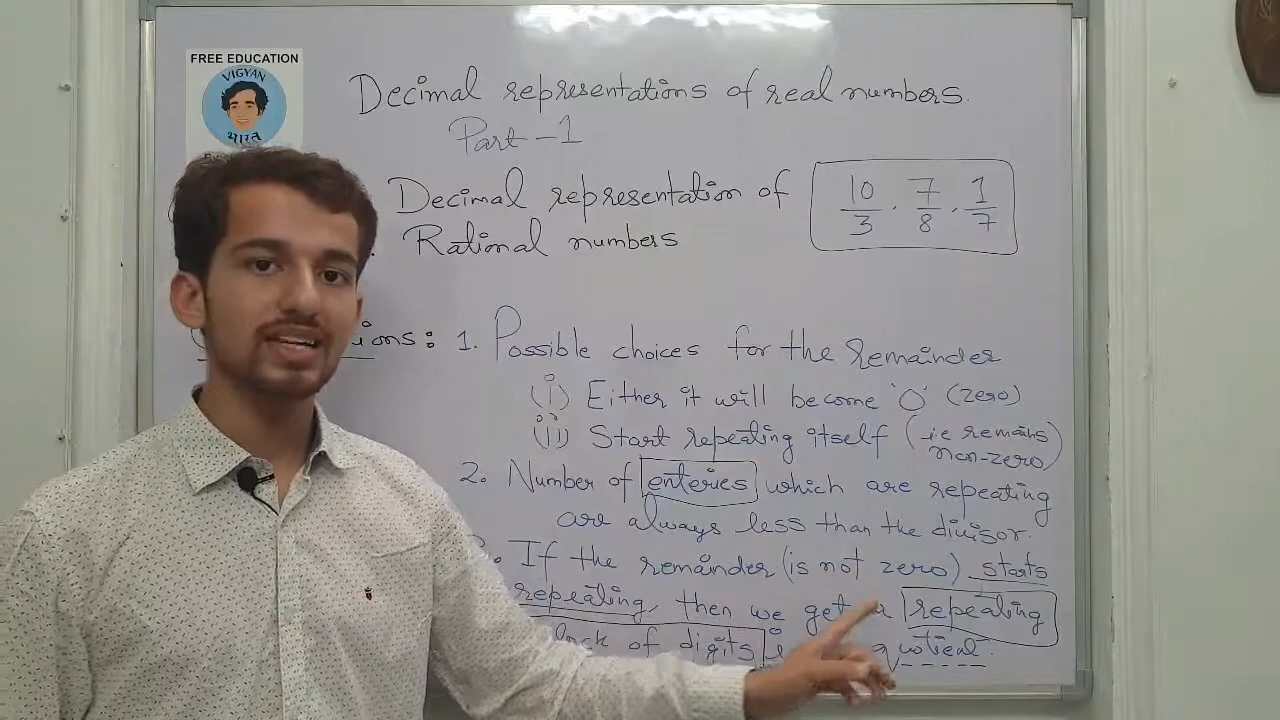 FREE EDUCATION
VIGYAN
भारत
Decimal representations of real numbers.
Part-1
Decimal representation of
Rational numbers
10/3, 7/8, 1/7
1. Possible choices for the remainder
(i) Either it will become '0' (zero)
(ii) Start repeating itself (i.e remains non-zero)
2. Number of enteries which are repeating
are always less than the divisor.
If the remainder (is not zero) starts
repeating, then we get a repeating
of digits